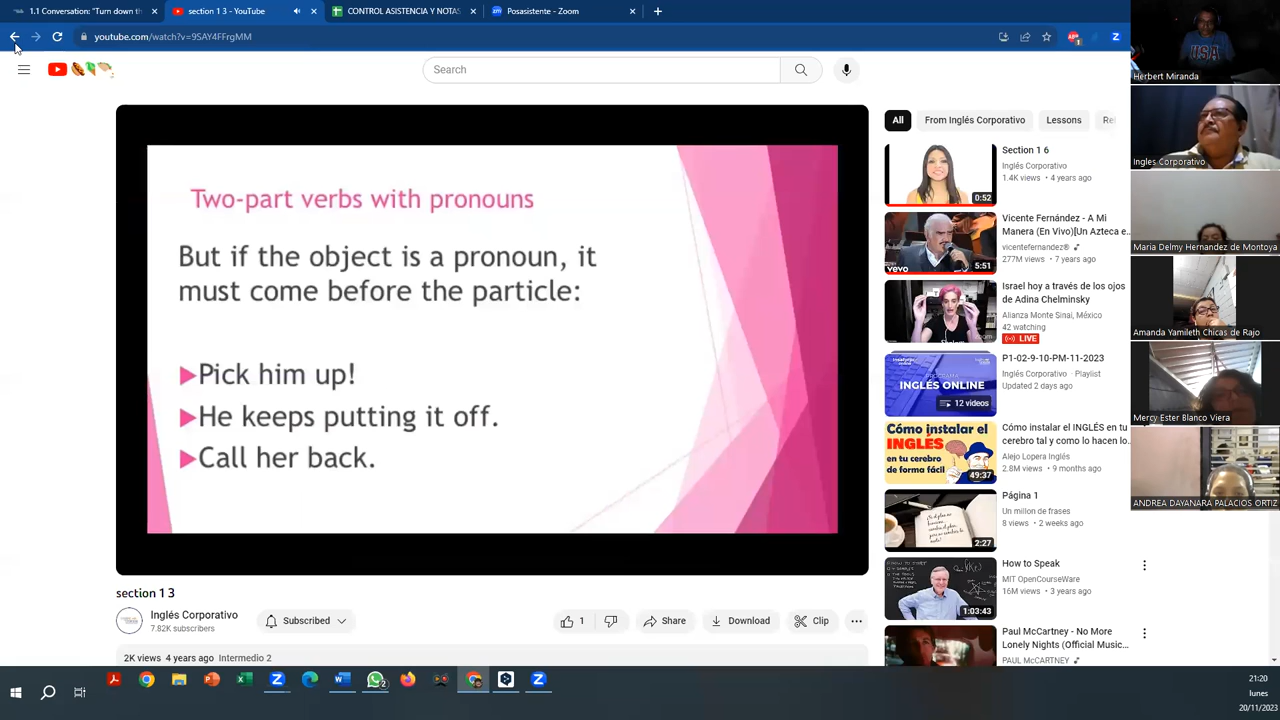 1.1 Conversation: "Turn down th
section 1 3 - YouTube
CONTROL ASISTENCIA Y NOTAS
Posasistente - Zoom
youtube.com/watch?v=9SAY4FFrgMM
Search
Two-part verbs with pronouns
But if the object is a pronoun, it
must come before the particle:
Pick him up!
He keeps putting it off.
Call her back.
section 1 3
Inglés Corporativo
7.82K subscribers
Subscribed
1
Share
Download
Clip
2K views 4 years ago Intermedio 2
All
From Inglés Corporativo
Lessons
Section 1 6
Inglés Corporativo
1.4K views • 4 years ago
0:52
Vicente Fernández - A Mi
Manera (En Vivo)[Un Azteca e...
vicentefernandez®
277M views • 7 years ago
vevo
5:51
Israel hoy a través de los ojos
de Adina Chelminsky
Alianza Monte Sinai, México
42 watching
LIVE
zoom
P1-02-9-10-PM-11-2023
Inglés Corporativo • Playlist
Updated 2 days ago
INGLÉS ONLINE
12 videos
Cómo instalar el INGLÉS en tu
cerebro tal y como lo hacen lo...
Alejo Lopera Inglés
2.8M views • 9 months ago
Cómo instalar el
INGLÉS
en tu cerebro
de forma fácil
49:37
Página 1
Un millon de frases
8 views • 2 weeks ago
2:27
How to Speak
MIT OpenCourseWare
16M views • 3 years ago
1:03:43
Paul McCartney - No More
Lonely Nights (Official Music...
PAUL McCARTNEY
Herbert Miranda
USA
Ingles Corporativo
Maria Delmy Hernandez de Montoya
Amanda Yamileth Chicas de Rajo
Mercy Ester Blanco Viera
ANDREA DAYANARA PALACIOS ORTIZ
21:20
lunes
20/11/2023